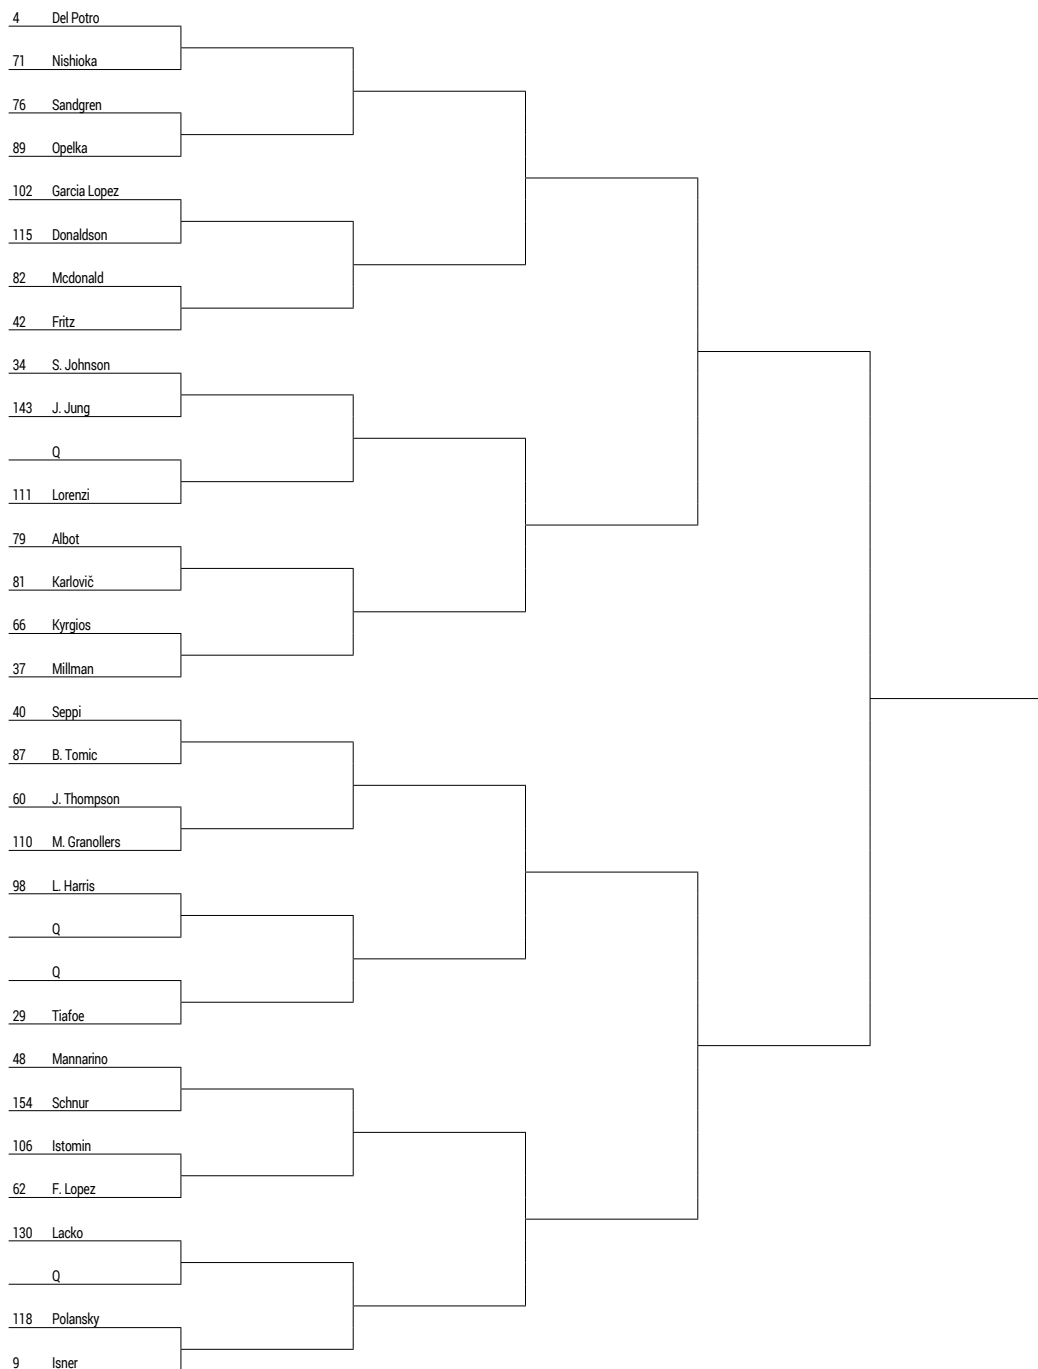 4 Del Potro
71 Nishioka
76 Sandgren
89 Opelka
102 Garcia Lopez
115 Donaldson
82 Mcdonald
42 Fritz
34 S. Johnson
143 J. Jung
Q
111 Lorenzi
79 Albot
81 Karlovič
66 Kyrgios
37 Millman
40 Seppi
87 B. Tomic
60 J. Thompson
110 M. Granollers
98 L. Harris
Q
Q
29 Tiafoe
48 Mannarino
154 Schnur
106 Istomin
62 F. Lopez
130 Lacko
Q
118 Polansky
9 Isner